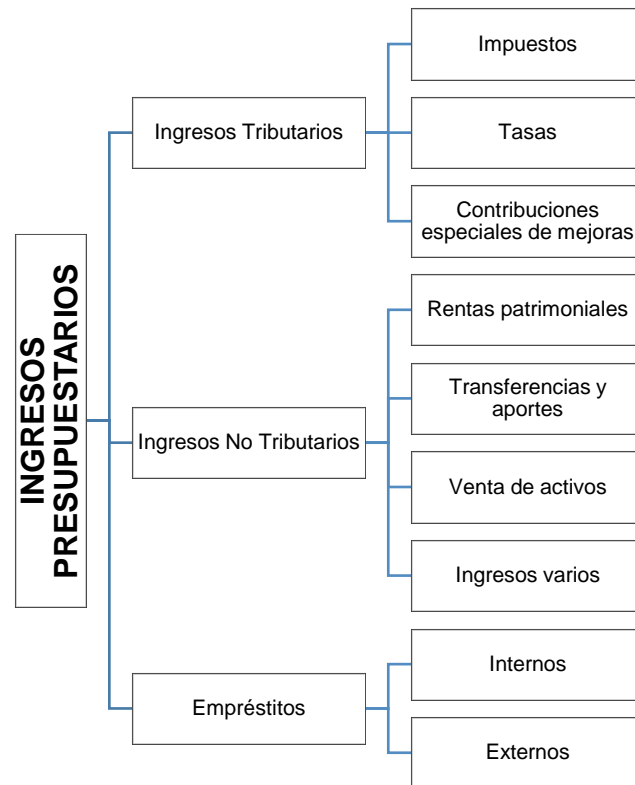 INGRESOS
PRESUPUESTARIOS
Ingresos Tributarios
Impuestos
Tasas
Contribuciones
especiales de mejoras
Ingresos No Tributarios
Rentas patrimoniales
Transferencias y
aportes
Venta de activos
Ingresos varios
Empréstitos
Internos
Externos